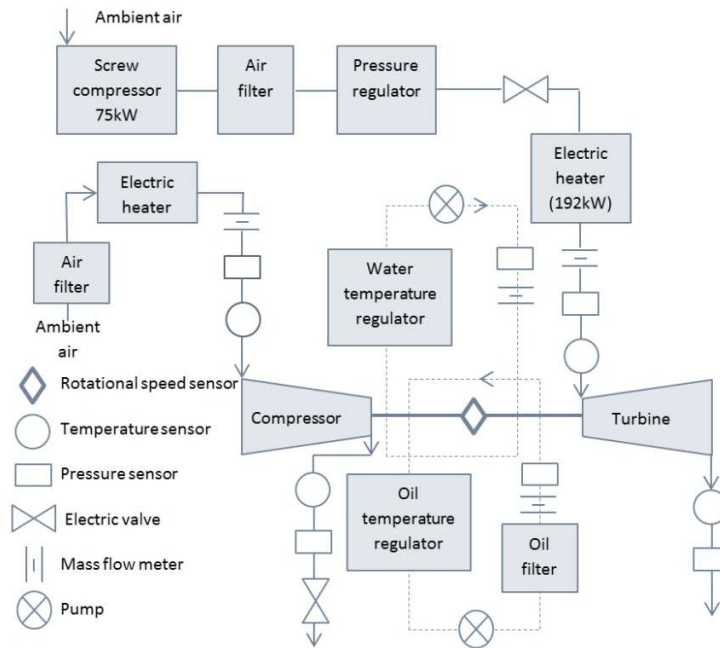 Ambient air
Screw
compressor
75kW
Air
filter
Pressure
regulator
Electric
heater
(192kW)
Electric
heater
Air
filter
Ambient
air
Water
temperature
regulator
Rotational speed sensor
Compressor
Turbine
Temperature sensor
Pressure sensor
Oil
temperature
regulator
Oil
filter
Electric valve
Mass flow meter
Pump